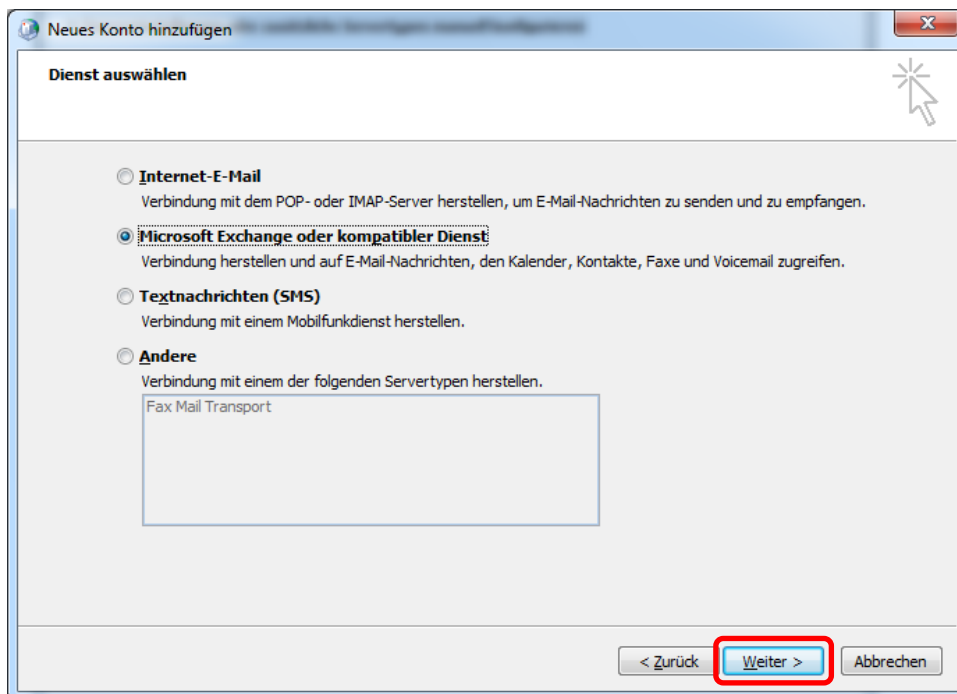 Neues Konto hinzufügen
Dienst auswählen
Internet-E-Mail
Verbindung mit dem POP- oder IMAP-Server herstellen, um E-Mail-Nachrichten zu senden und zu empfangen.
Microsoft Exchange oder kompatibler Dienst
Verbindung herstellen und auf E-Mail-Nachrichten, den Kalender, Kontakte, Faxe und Voicemail zugreifen.
Textnachrichten (SMS)
Verbindung mit einem Mobilfunkdienst herstellen.
Andere
Verbindung mit einem der folgenden Servertypen herstellen.
Fax Mail Transport
< Zurück Weiter > Abbrechen